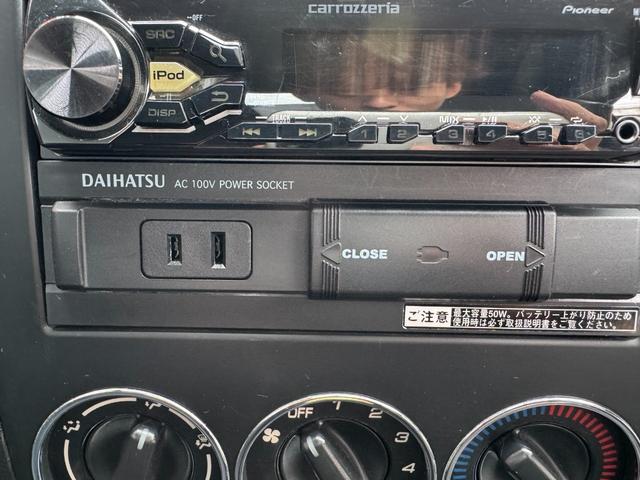 carrozzeria
Pioneer
OFF
SRC
iPod
DISP
TRACK
MIX
2 3 4 5 6
DAIHATSU AC 100V POWER SOCKET
CLOSE OPEN
ご注意
最大容量50W。バッテリー上がり防止のため
使用時は必ず取扱説明書をご覧ください。
OFF 1 2 3 4